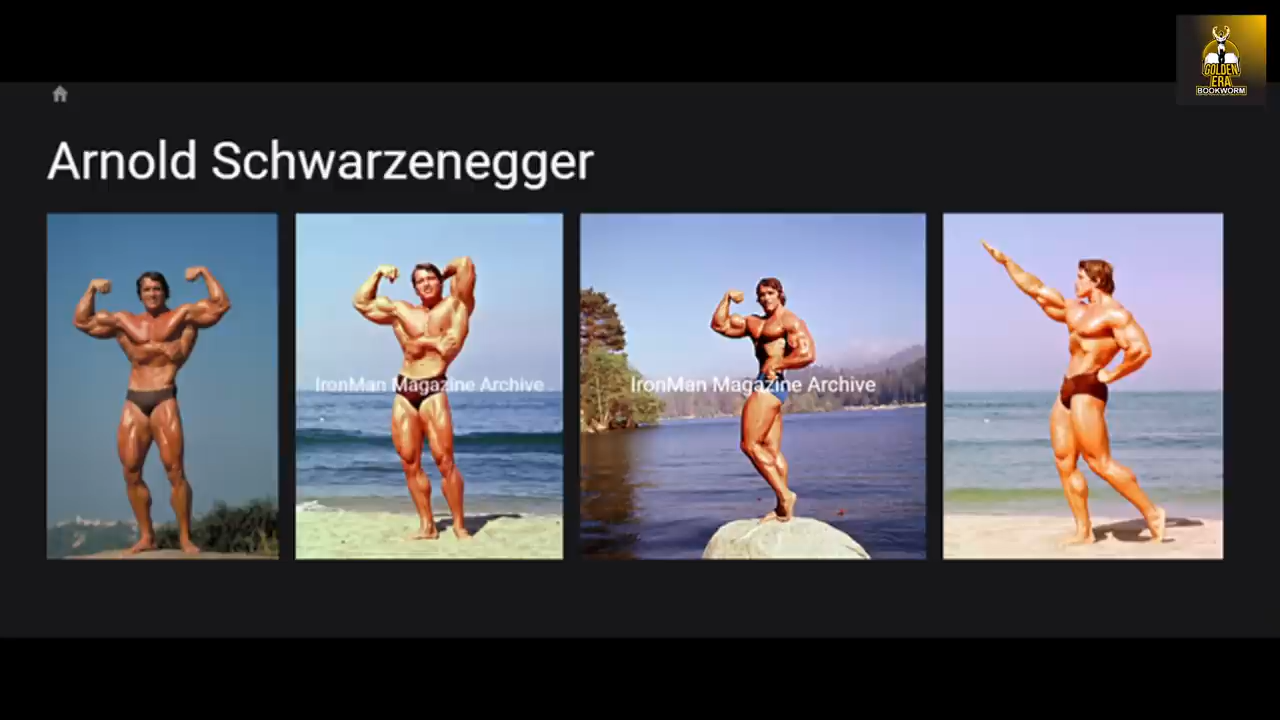 GOLDEN
ERA
BOOKWORM
Arnold Schwarzenegger
IronMan Magazine Archive
IronMan Magazine Archive